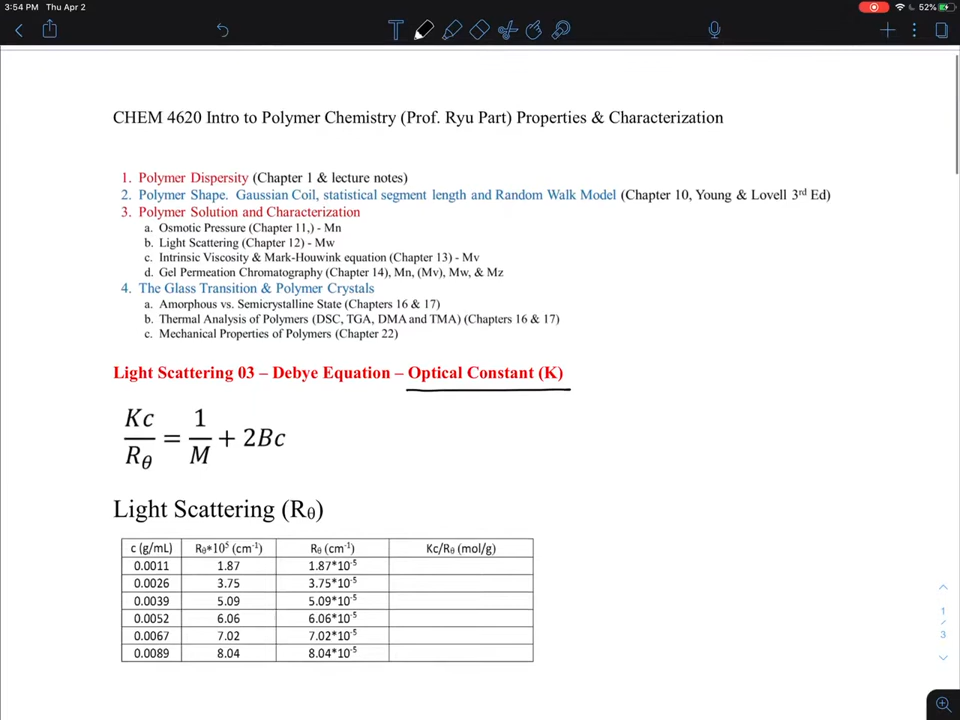 3:54 PM Thu Apr 2
52%
CHEM 4620 Intro to Polymer Chemistry (Prof. Ryu Part) Properties & Characterization
1. Polymer Dispersity (Chapter 1 & lecture notes)
2. Polymer Shape. Gaussian Coil, statistical segment length and Random Walk Model (Chapter 10, Young & Lovell 3rd Ed)
3. Polymer Solution and Characterization
a. Osmotic Pressure (Chapter 11,) - Mn
b. Light Scattering (Chapter 12) - Mw
c. Intrinsic Viscosity & Mark-Houwink equation (Chapter 13) - Mv
d. Gel Permeation Chromatography (Chapter 14), Mn, (Mv), Mw, & Mz
4. The Glass Transition & Polymer Crystals
a. Amorphous vs. Semicrystalline State (Chapters 16 & 17)
b. Thermal Analysis of Polymers (DSC, TGA, DMA and TMA) (Chapters 16 & 17)
c. Mechanical Properties of Polymers (Chapter 22)
Light Scattering 03 – Debye Equation – Optical Constant (K)
Kc/Rθ = 1/M + 2Bc
Light Scattering (Rθ)
c (g/mL) Rθ*10⁵ (cm⁻¹) Rθ (cm⁻¹) Kc/Rθ (mol/g)
0.0011 1.87 1.87*10⁻⁵
0.0026 3.75 3.75*10⁻⁵
0.0039 5.09 5.09*10⁻⁵
0.0052 6.06 6.06*10⁻⁵
0.0067 7.02 7.02*10⁻⁵
0.0089 8.04 8.04*10⁻⁵
1
/
3